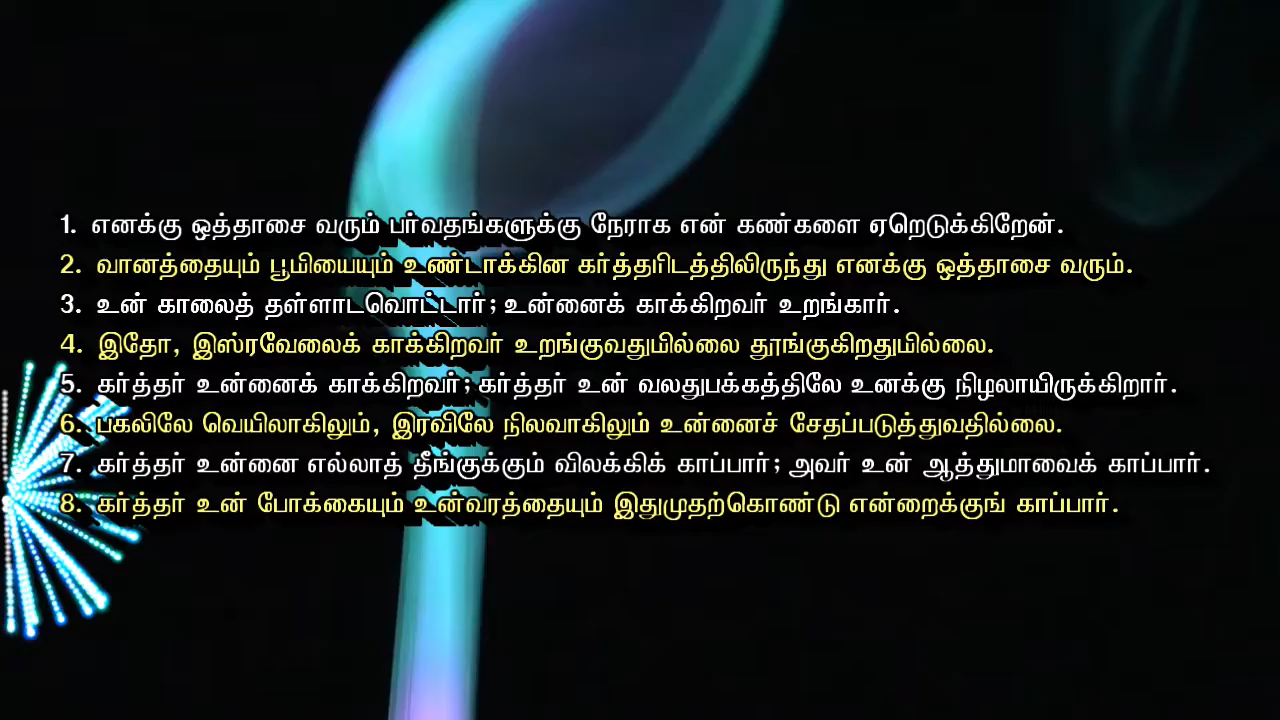 1. எனக்கு ஒத்தாசை வரும் பர்வதங்களுக்கு நேராக என் கண்களை ஏறெடுக்கிறேன்.
2. வானத்தையும் பூமியையும் உண்டாக்கின கர்த்தரிடத்திலிருந்து எனக்கு ஒத்தாசை வரும்.
3. உன் காலைத் தள்ளாடவொட்டார்; உன்னைக் காக்கிறவர் உறங்கார்.
4. இதோ, இஸ்ரவேலைக் காக்கிறவர் உறங்குவதுமில்லை தூங்குகிறதுமில்லை.
5. கர்த்தர் உன்னைக் காக்கிறவர்; கர்த்தர் உன் வலதுபக்கத்திலே உனக்கு நிழலாயிருக்கிறார்.
6. பகலிலே வெயிலாகிலும், இரவிலே நிலவாகிலும் உன்னைச் சேதப்படுத்துவதில்லை.
7. கர்த்தர் உன்னை எல்லாத் தீங்குக்கும் விலக்கிக் காப்பார்; அவர் உன் ஆத்துமாவைக் காப்பார்.
8. கர்த்தர் உன் போக்கையும் உன்வரத்தையும் இதுமுதற்கொண்டு என்றைக்குங் காப்பார்.